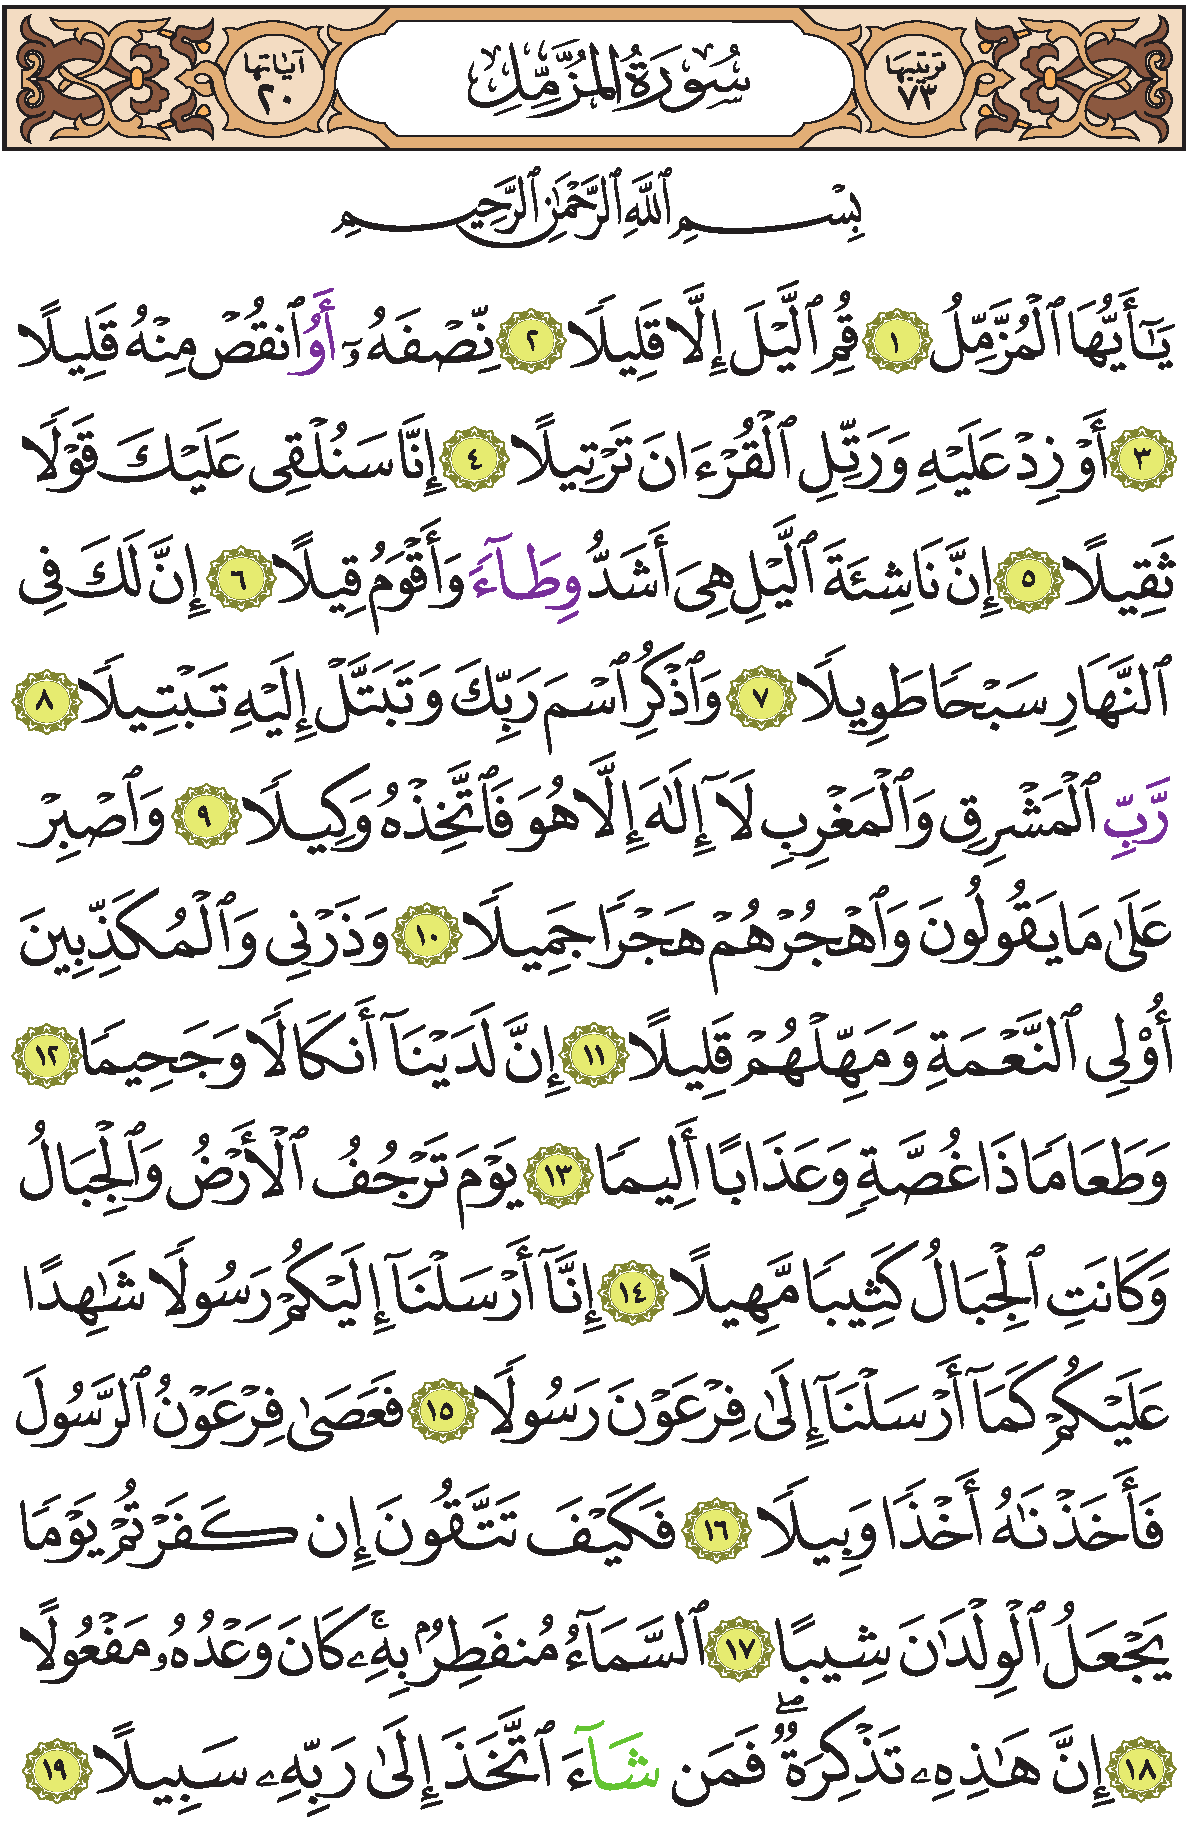 ترتيبها ٧٣ سُورَةُ المُزَّمِّلِ آياتها ٢٠
بِسْمِ ٱللَّهِ ٱلرَّحْمَٰنِ ٱلرَّحِيمِ
يَٰٓأَيُّهَا ٱلْمُزَّمِّلُ ١ قُمِ ٱلَّيْلَ إِلَّا قَلِيلًا ٢ نِّصْفَهُۥٓ أَوُ ٱنقُصْ مِنْهُ قَلِيلًا
٣ أَوْ زِدْ عَلَيْهِ وَرَتِّلِ ٱلْقُرْءَانَ تَرْتِيلًا ٤ إِنَّا سَنُلْقِى عَلَيْكَ قَوْلًا
ثَقِيلًا ٥ إِنَّ نَاشِئَةَ ٱلَّيْلِ هِىَ أَشَدُّ وِطَآءً وَأَقْوَمُ قِيلًا ٦ إِنَّ لَكَ فِى
ٱلنَّهَارِ سَبْحًا طَوِيلًا ٧ وَٱذْكُرِ ٱسْمَ رَبِّكَ وَتَبَتَّلْ إِلَيْهِ تَبْتِيلًا ٨
رَّبِّ ٱلْمَشْرِقِ وَٱلْمَغْرِبِ لَآ إِلَٰهَ إِلَّا هُوَ فَٱتَّخِذْهُ وَكِيلًا ٩ وَٱصْبِرْ
عَلَىٰ مَا يَقُولُونَ وَٱهْجُرْهُمْ هَجْرًا جَمِيلًا ١٠ وَذَرْنِى وَٱلْمُكَذِّبِينَ
أُوْلِى ٱلنَّعْمَةِ وَمَهِّلْهُمْ قَلِيلًا ١١ إِنَّ لَدَيْنَآ أَنكَالًا وَجَحِيمًا ١٢
وَطَعَامًا ذَا غُصَّةٍ وَعَذَابًا أَلِيمًا ١٣ يَوْمَ تَرْجُفُ ٱلْأَرْضُ وَٱلْجِبَالُ
وَكَانَتِ ٱلْجِبَالُ كَثِيبًا مَّهِيلًا ١٤ إِنَّآ أَرْسَلْنَآ إِلَيْكُمْ رَسُولًا شَٰهِدًا
عَلَيْكُمْ كَمَآ أَرْسَلْنَآ إِلَىٰ فِرْعَوْنَ رَسُولًا ١٥ فَعَصَىٰ فِرْعَوْنُ ٱلرَّسُولَ
فَأَخَذْنَٰهُ أَخْذًا وَبِيلًا ١٦ فَكَيْفَ تَتَّقُونَ إِن كَفَرْتُمْ يَوْمًا
يَجْعَلُ ٱلْوِلْدَٰنَ شِيبًا ١٧ ٱلسَّمَآءُ مُنفَطِرٌۢ بِهِۦۚ كَانَ وَعْدُهُۥ مَفْعُولًا
١٨ إِنَّ هَٰذِهِۦ تَذْكِرَةٌۖ فَمَن شَآءَ ٱتَّخَذَ إِلَىٰ رَبِّهِۦ سَبِيلًا ١٩